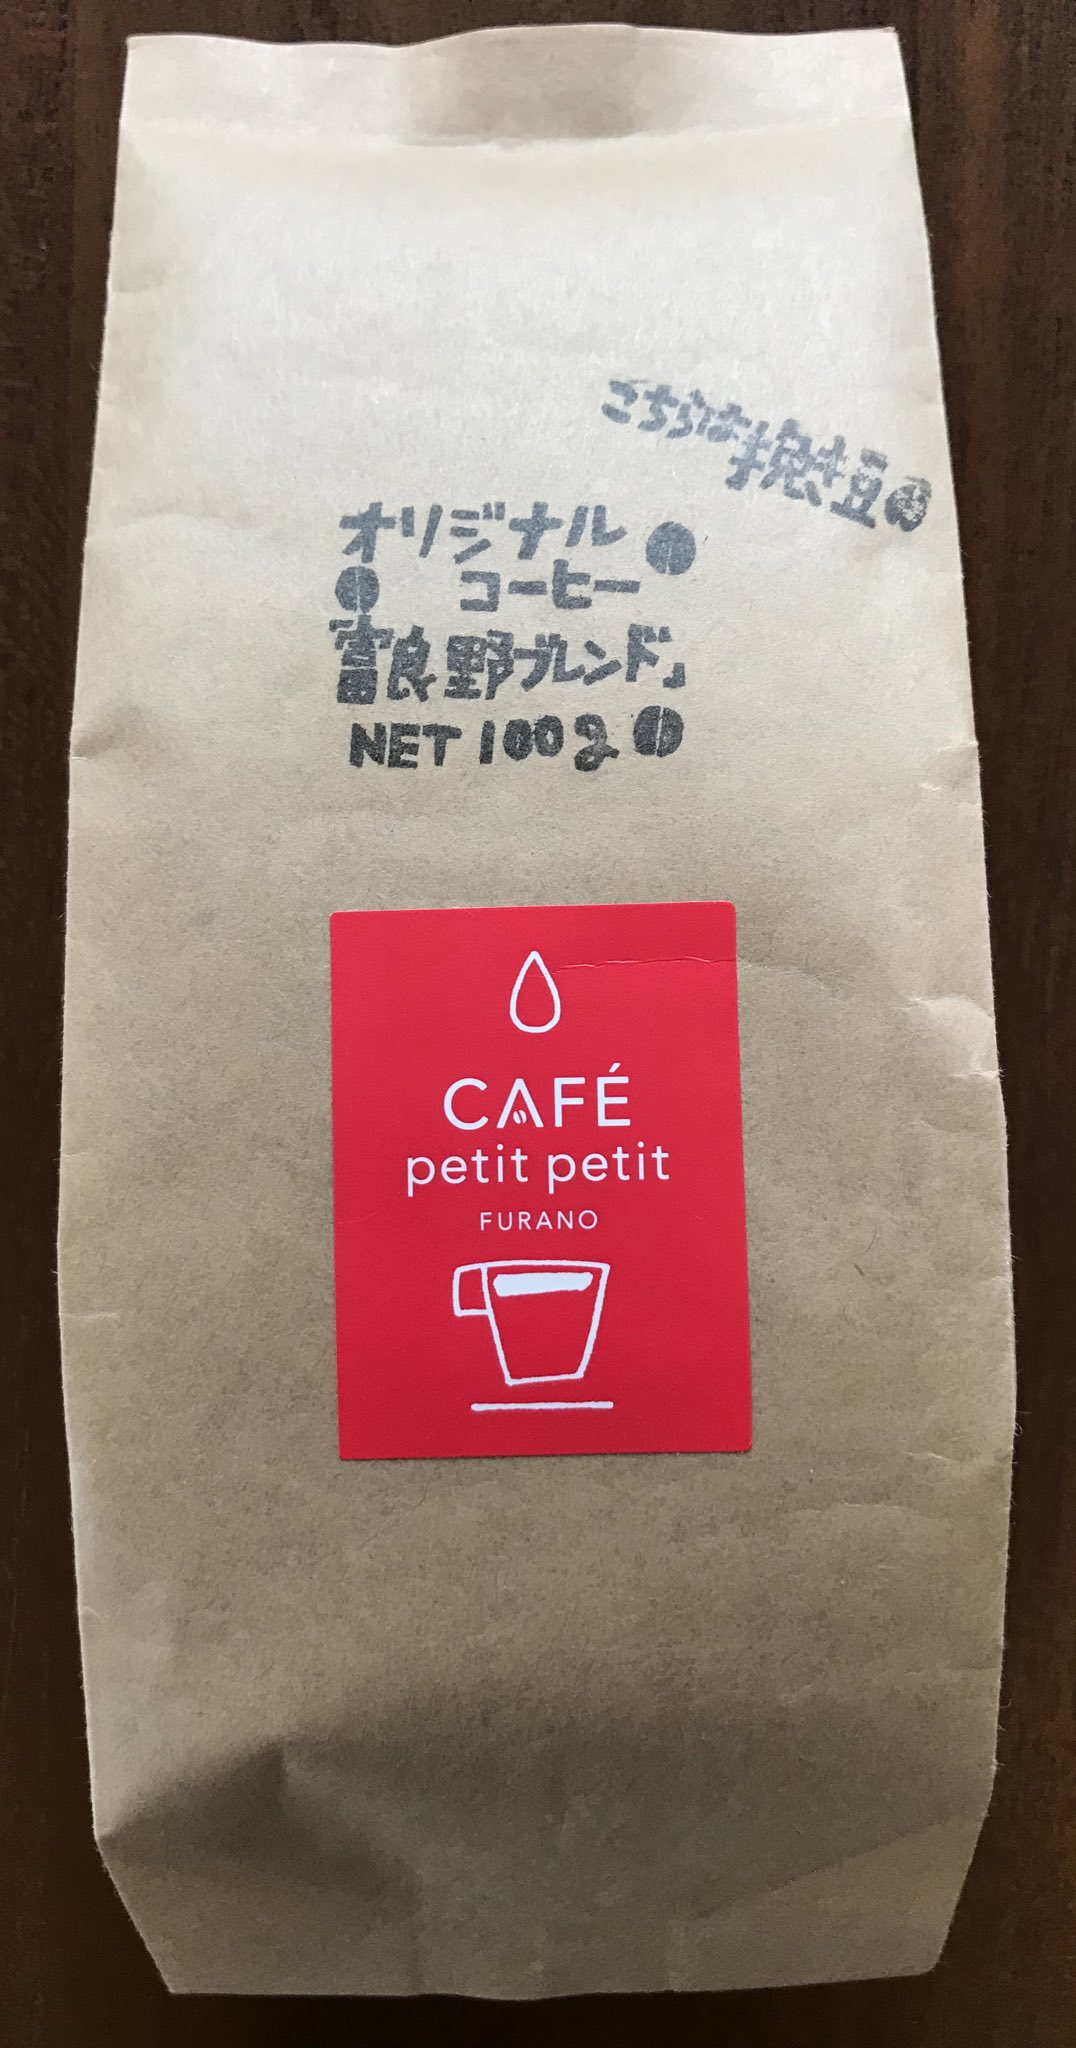 こちらは挽き豆
オリジナル
コーヒー
「富良野ブレンド」
NET 100g
CAFÉ
petit petit
FURANO